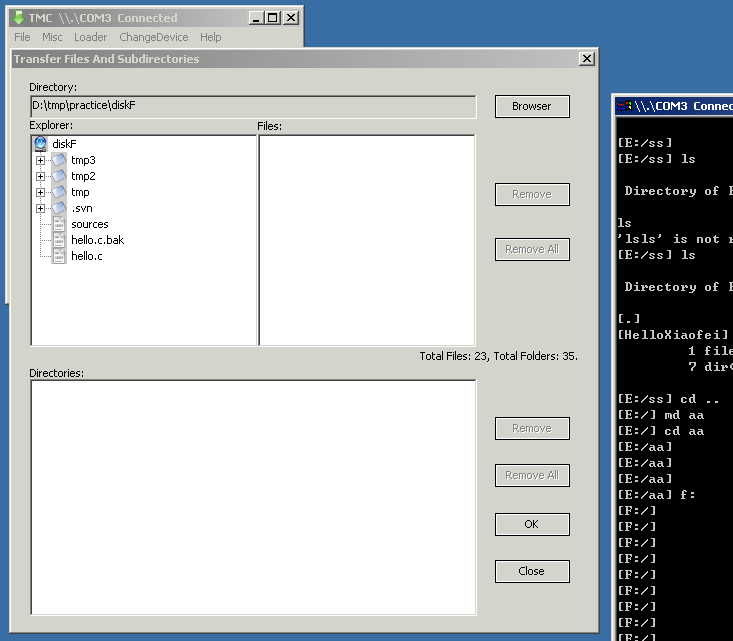 TMC \\.\COM3 Connected
File Misc Loader ChangeDevice Help
Transfer Files And Subdirectories
Directory:
D:\tmp\practice\diskF
Browser
Explorer:
Files:
diskF
tmp3
tmp2
tmp
.svn
sources
hello.c.bak
hello.c
Remove
Remove All
Total Files: 23, Total Folders: 35.
Directories:
Remove
Remove All
OK
Close
\\.\COM3 Connec
[E:/ss]
[E:/ss] ls
Directory of
ls
'lsls' is not
[E:/ss] ls
Directory of
[.]
[HelloXiaofei]
1 file
7 dir
[E:/ss] cd ..
[E:/] md aa
[E:/] cd aa
[E:/aa]
[E:/aa]
[E:/aa]
[E:/aa] f:
[F:/]
[F:/]
[F:/]
[F:/]
[F:/]
[F:/]
[F:/]
[F:/]
[F:/]